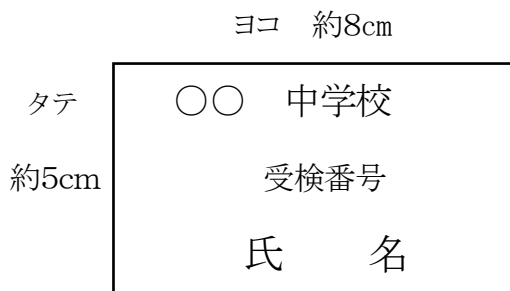 ヨコ　約8cm
タテ
○○　中学校
約5cm
受検番号
氏　　名